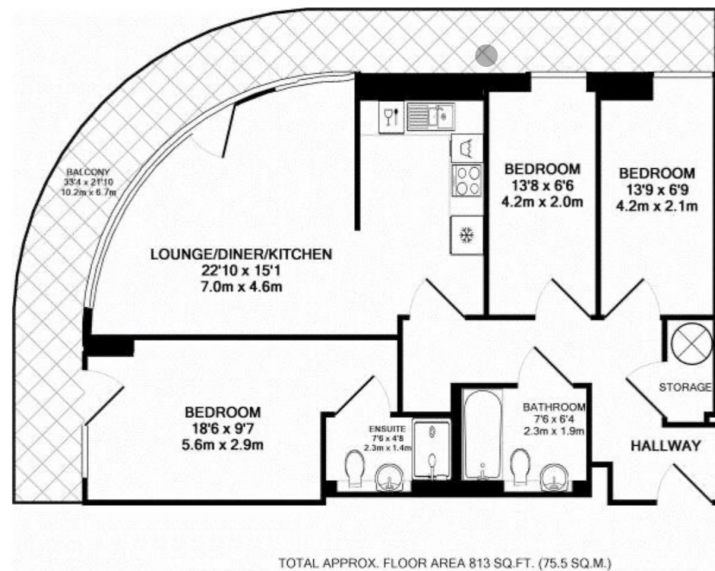 BALCONY
33'4 x 21'10
10.2m x 6.7m
LOUNGE/DINER/KITCHEN
22'10 x 15'1
7.0m x 4.6m
BEDROOM
13'8 x 6'6
4.2m x 2.0m
BEDROOM
13'9 x 6'9
4.2m x 2.1m
BEDROOM
18'6 x 9'7
5.6m x 2.9m
ENSUITE
7'6 x 4'8
2.3m x 1.4m
BATHROOM
7'6 x 6'4
2.3m x 1.9m
STORAGE
HALLWAY
TOTAL APPROX. FLOOR AREA 813 SQ.FT. (75.5 SQ.M.)